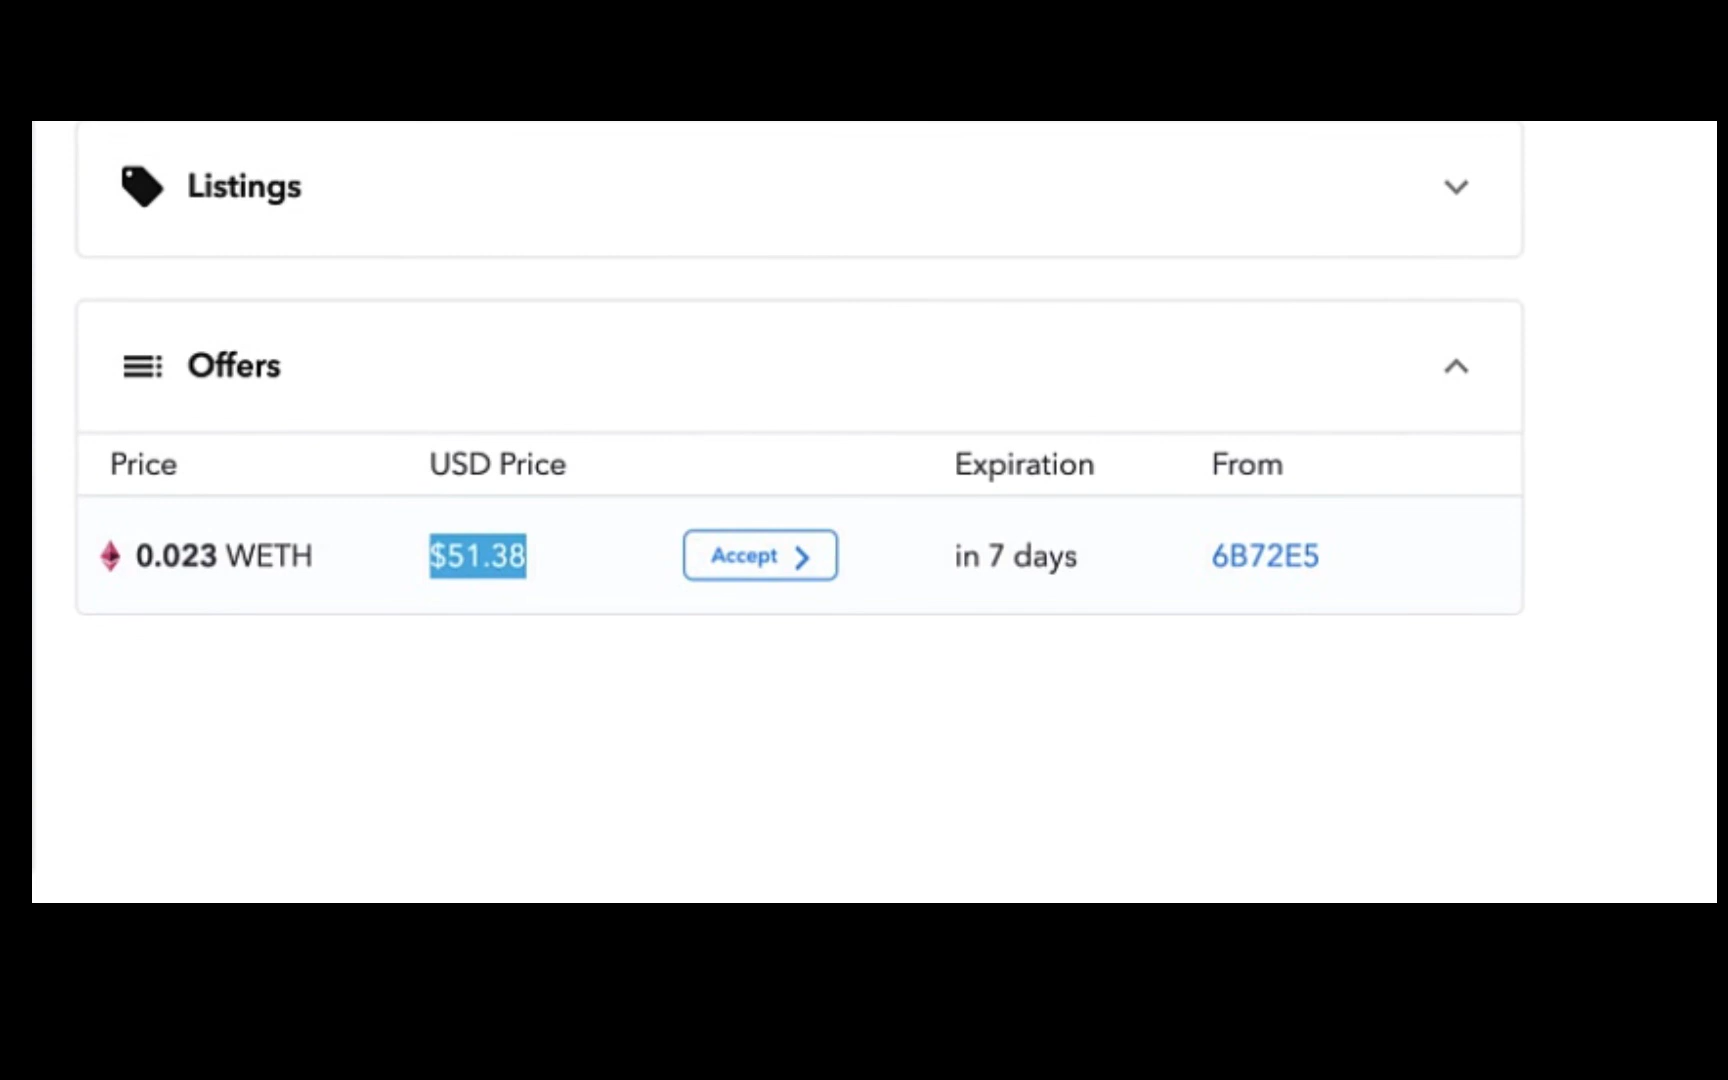 Listings
Offers
Price USD Price Expiration From
0.023 WETH $51.38 Accept in 7 days 6B72E5